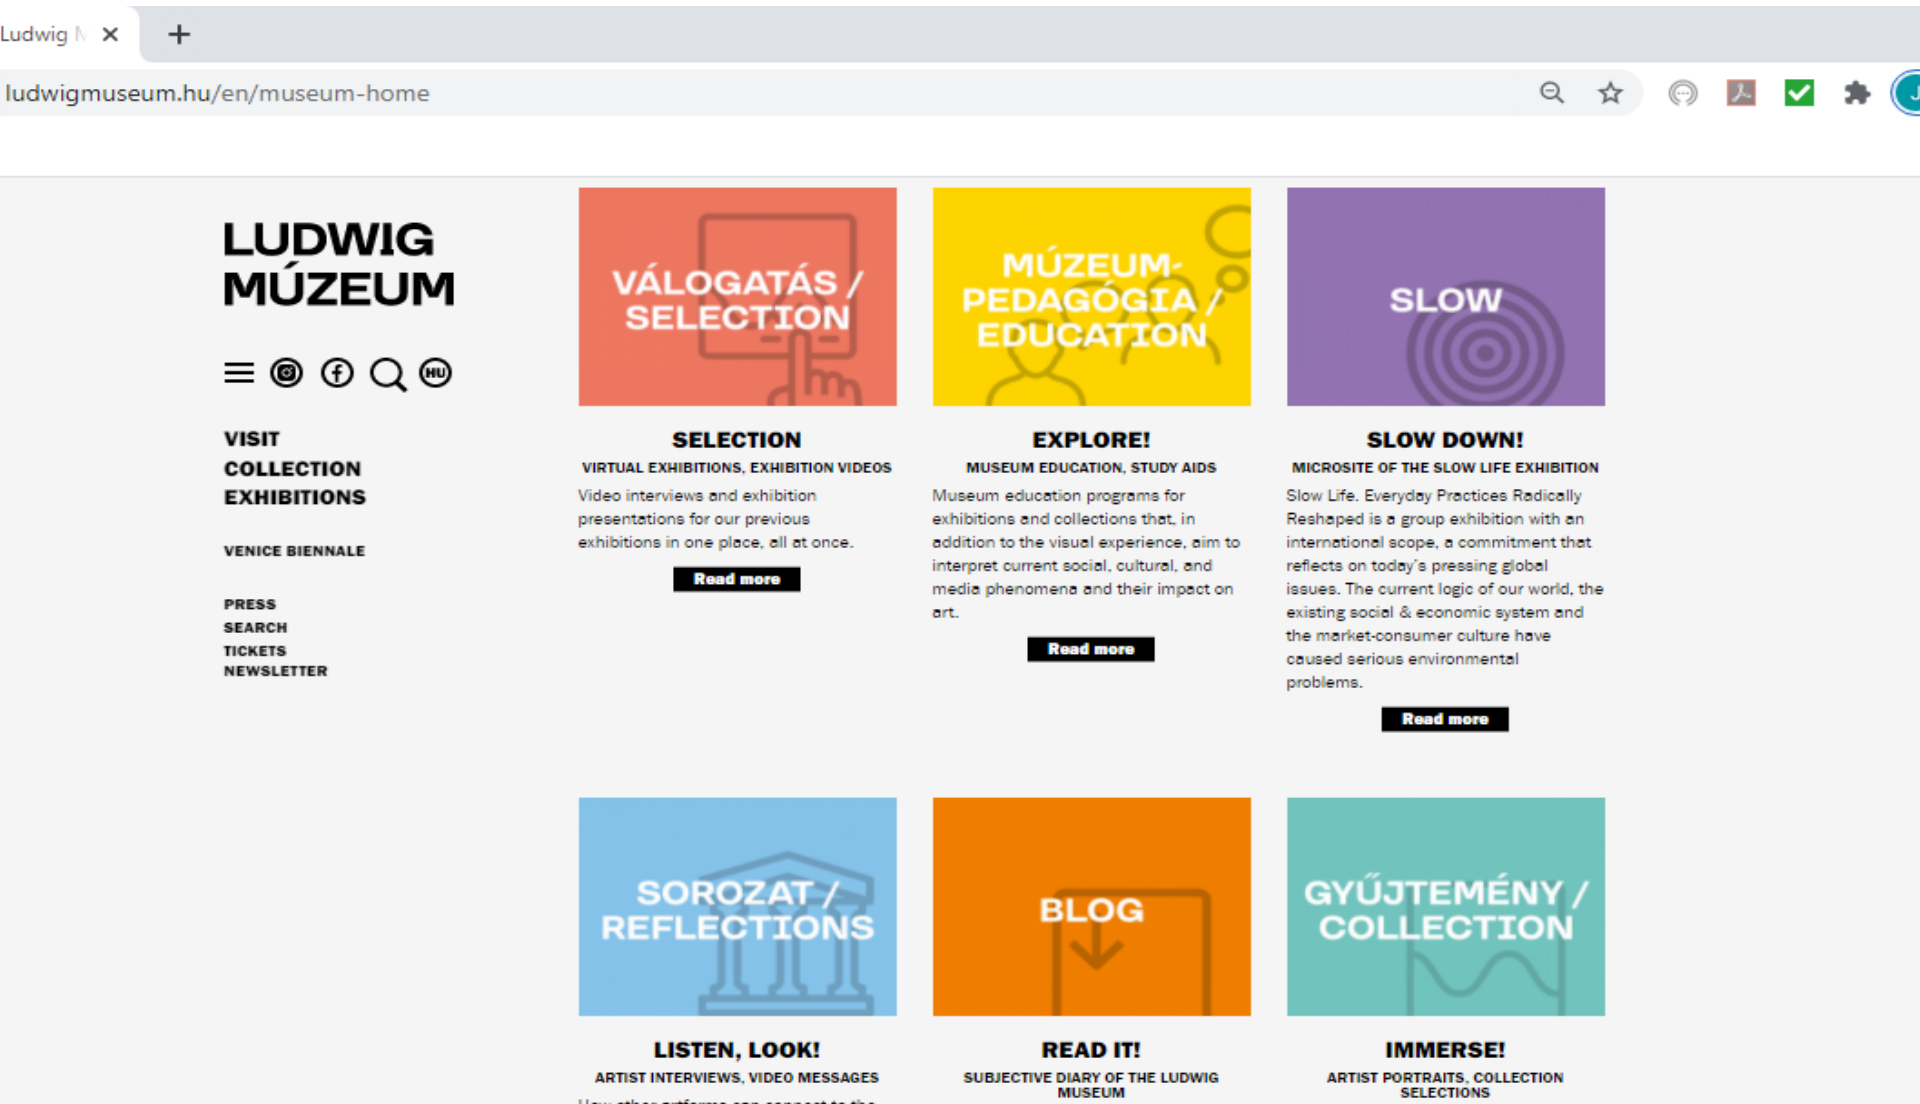 Ludwig
ludwigmuseum.hu/en/museum-home
LUDWIG
MÚZEUM
HU
VISIT
COLLECTION
EXHIBITIONS
VENICE BIENNALE
PRESS
SEARCH
TICKETS
NEWSLETTER
VÁLOGATÁS /
SELECTION
SELECTION
VIRTUAL EXHIBITIONS, EXHIBITION VIDEOS
Video interviews and exhibition
presentations for our previous
exhibitions in one place, all at once.
Read more
MÚZEUM-
PEDAGÓGIA /
EDUCATION
EXPLORE!
MUSEUM EDUCATION, STUDY AIDS
Museum education programs for
exhibitions and collections that, in
addition to the visual experience, aim to
interpret current social, cultural, and
media phenomena and their impact on
art.
Read more
SLOW
SLOW DOWN!
MICROSITE OF THE SLOW LIFE EXHIBITION
Slow Life. Everyday Practices Radically
Reshaped is a group exhibition with an
international scope, a commitment that
reflects on today's pressing global
issues. The current logic of our world, the
existing social & economic system and
the market-consumer culture have
caused serious environmental
problems.
Read more
SOROZAT /
REFLECTIONS
LISTEN, LOOK!
ARTIST INTERVIEWS, VIDEO MESSAGES
How other artforms can connect to the
BLOG
READ IT!
SUBJECTIVE DIARY OF THE LUDWIG
MUSEUM
GYŰJTEMÉNY /
COLLECTION
IMMERSE!
ARTIST PORTRAITS, COLLECTION
SELECTIONS